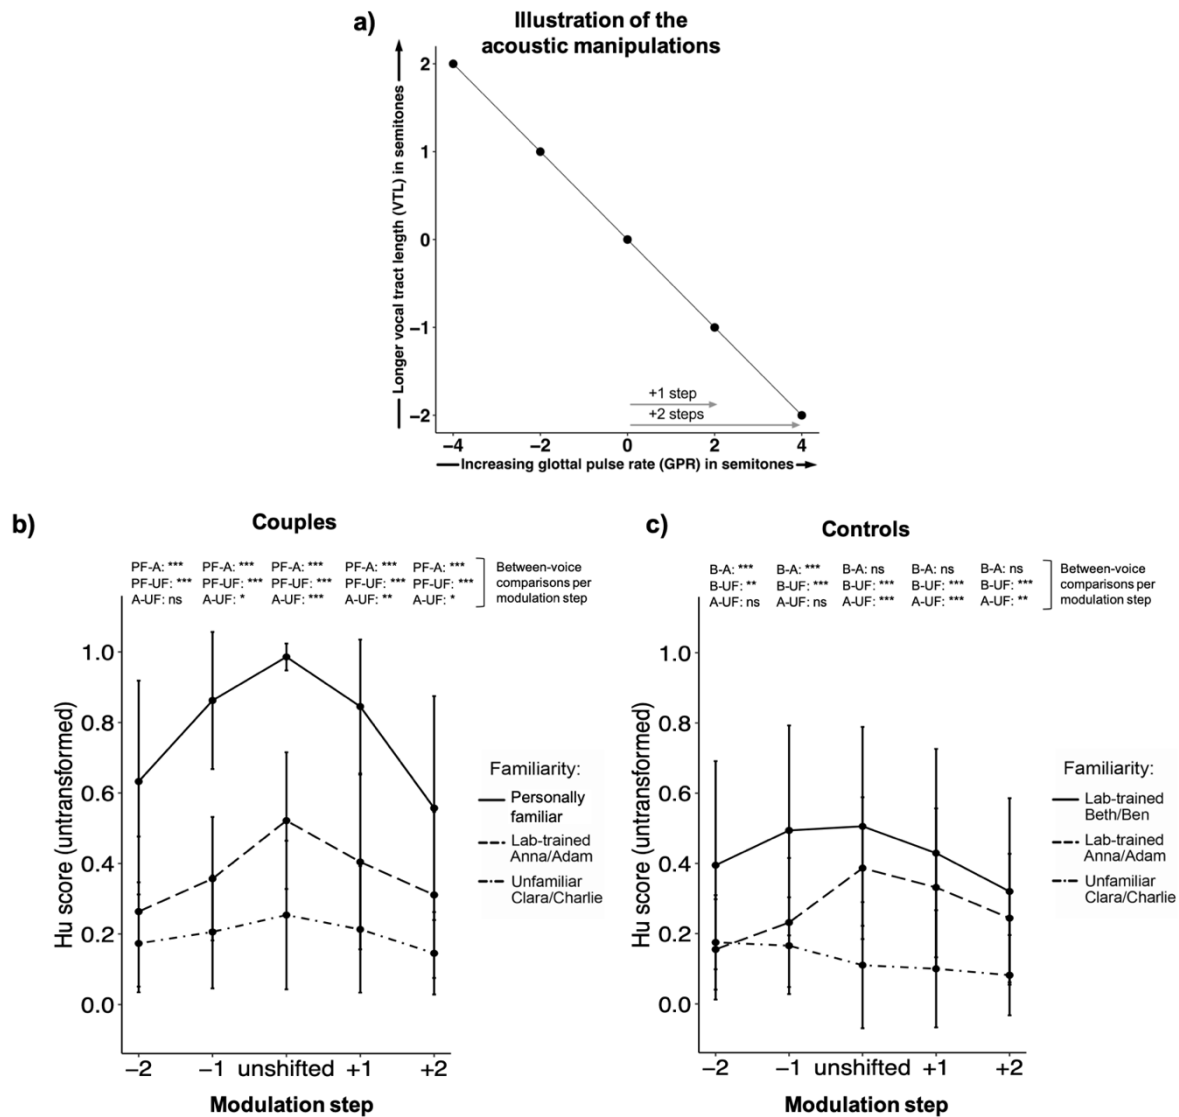 a)
Illustration of the
acoustic manipulations
Longer vocal tract length (VTL) in semitones
2
1
0
−1
−2
+1 step
+2 steps
−4
−2
0
2
4
Increasing glottal pulse rate (GPR) in semitones
b)
Couples
PF-A: *** PF-A: *** PF-A: *** PF-A: *** PF-A: ***
PF-UF: *** PF-UF: *** PF-UF: *** PF-UF: *** PF-UF: ***
A-UF: ns A-UF: * A-UF: *** A-UF: ** A-UF: *
Between-voice
comparisons per
modulation step
Hu score (untransformed)
1.0
0.8
0.6
0.4
0.2
0.0
−2
−1
unshifted
+1
+2
Modulation step
Familiarity:
Personally
familiar
Lab-trained
Anna/Adam
Unfamiliar
Clara/Charlie
c)
Controls
B-A: *** B-A: *** B-A: ns B-A: ns B-A: ns
B-UF: ** B-UF: *** B-UF: *** B-UF: *** B-UF: ***
A-UF: ns A-UF: ns A-UF: *** A-UF: *** A-UF: **
Between-voice
comparisons per
modulation step
Hu score (untransformed)
1.0
0.8
0.6
0.4
0.2
0.0
−2
−1
unshifted
+1
+2
Modulation step
Familiarity:
Lab-trained
Beth/Ben
Lab-trained
Anna/Adam
Unfamiliar
Clara/Charlie